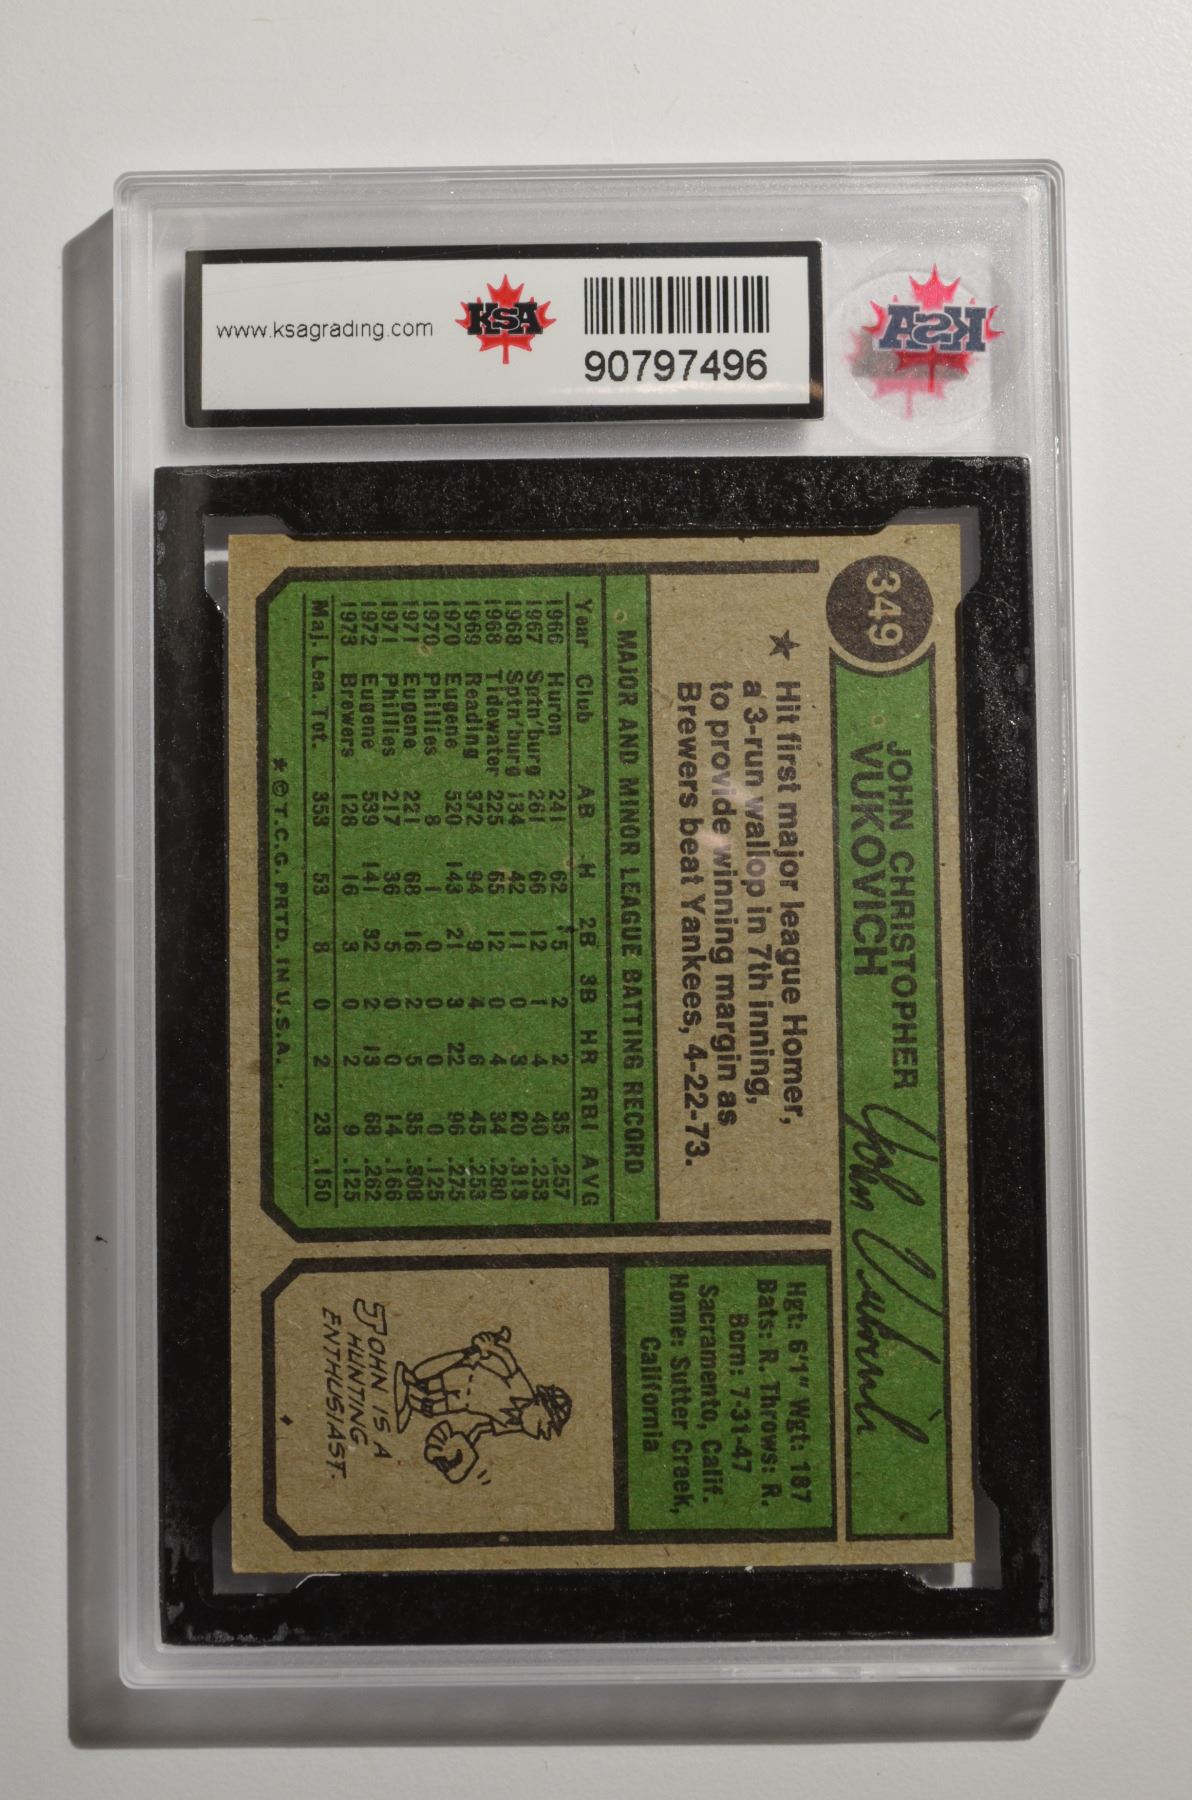 www.ksagrading.com
KSA
90797496
KSA
349
JOHN CHRISTOPHER
VUKOVICH
John Vukovich
★ Hit first major league Homer,
a 3-run wallop in 7th inning,
to provide winning margin as
Brewers beat Yankees, 4-22-73.
MAJOR AND MINOR LEAGUE BATTING RECORD
Year Club AB H 2B 3B HR RBI AVG
1966 Huron 241 62 5 2 2 35 .257
1967 Sptn'burg 261 66 12 1 4 40 .253
1968 Sptn'burg 134 42 11 0 3 20 .313
1968 Tidewater 225 65 12 0 4 34 .280
1969 Reading 372 94 9 4 6 45 .253
1970 Eugene 520 143 21 3 22 96 .275
1970 Phillies 8 1 0 0 0 0 .125
1971 Eugene 221 68 16 2 5 35 .308
1971 Phillies 217 36 5 0 0 14 .166
1972 Eugene 539 141 32 2 13 68 .262
1973 Brewers 128 16 3 0 2 9 .125
Maj. Lea. Tot. 353 53 8 0 2 23 .150
★ © T.C.G. PRTD. IN U.S.A.
Hgt: 6'1" Wgt: 187
Bats: R. Throws: R.
Born: 7-31-47
Sacramento, Calif.
Home: Sutter Creek,
California
JOHN IS A
HUNTING
ENTHUSIAST.